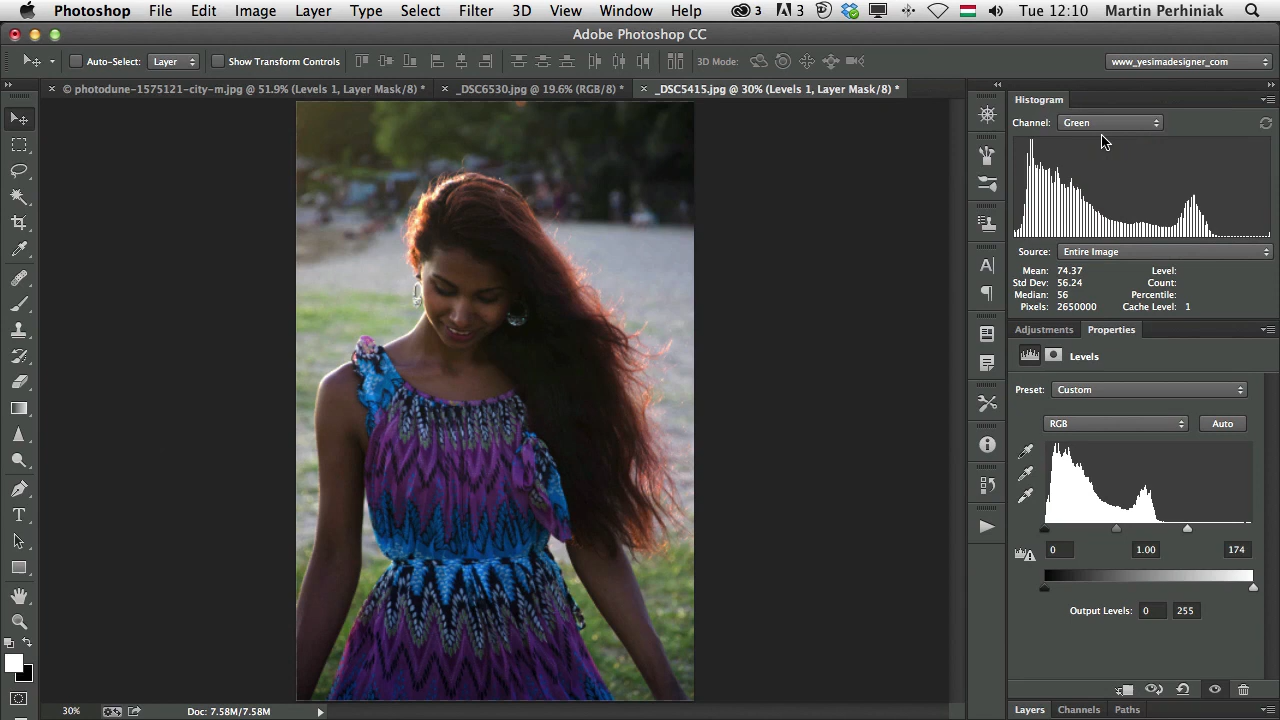 Photoshop File Edit Image Layer Type Select Filter 3D View Window Help 3 3 Tue 12:10 Martin Perhiniak
Adobe Photoshop CC
Auto-Select: Layer Show Transform Controls 3D Mode: www_yesimadesigner_com
© photodune-1575121-city-m.jpg @ 51.9% (Levels 1, Layer Mask/8) * _DSC6530.jpg @ 19.6% (RGB/8) * _DSC5415.jpg @ 30% (Levels 1, Layer Mask/8) *
Histogram
Channel: Green
Source: Entire Image
Mean: 74.37 Level:
Std Dev: 56.24 Count:
Median: 56 Percentile:
Pixels: 2650000 Cache Level: 1
Adjustments Properties
Levels
Preset: Custom
RGB Auto
0 1.00 174
Output Levels: 0 255
30% Doc: 7.58M/7.58M
Layers Channels Paths